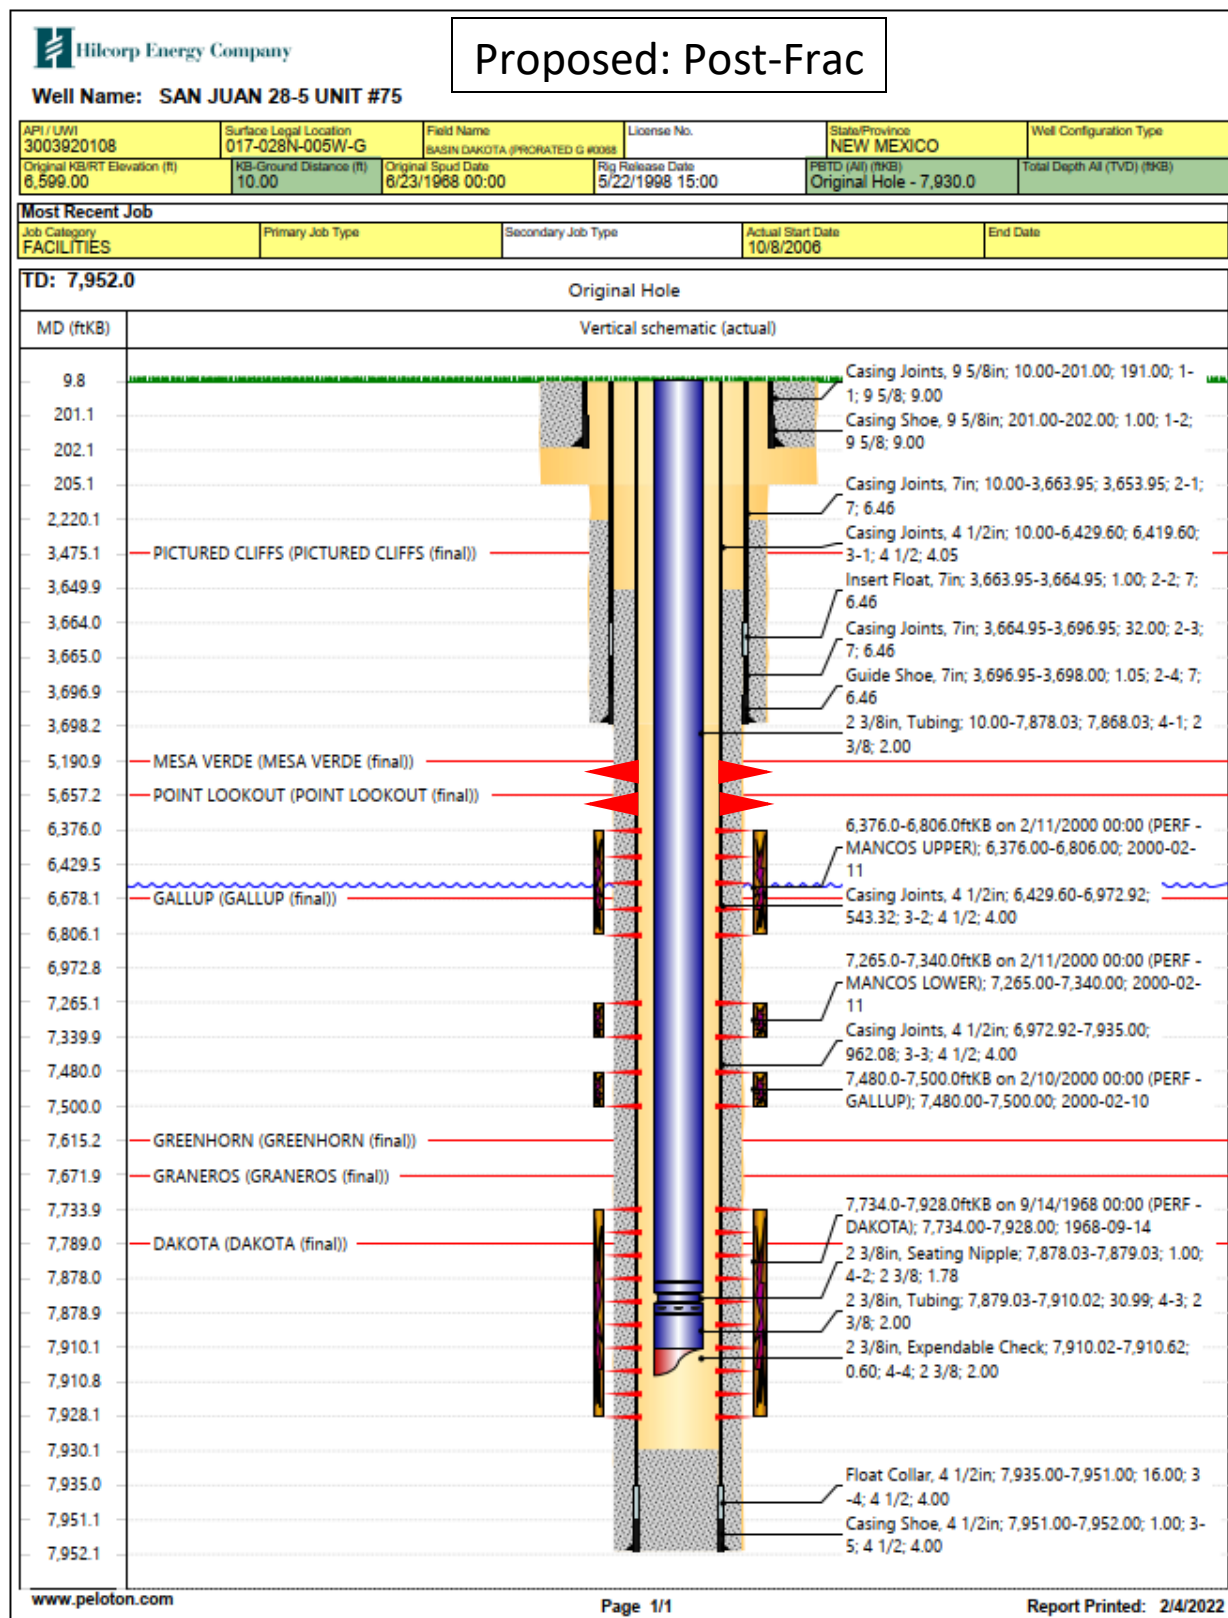 Hilcorp Energy Company
Proposed: Post-Frac
Well Name: SAN JUAN 28-5 UNIT #75
API / UWI
3003920108
Surface Legal Location
017-028N-005W-G
Field Name
BASIN DAKOTA (PRORATED G #0068
License No.
State/Province
NEW MEXICO
Well Configuration Type
Original KB/RT Elevation (ft)
6,599.00
KB-Ground Distance (ft)
10.00
Original Spud Date
6/23/1968 00:00
Rig Release Date
5/22/1998 15:00
PBTD (All) (ftKB)
Original Hole - 7,930.0
Total Depth All (TVD) (ftKB)
Most Recent Job
Job Category
FACILITIES
Primary Job Type
Secondary Job Type
Actual Start Date
10/8/2006
End Date
TD: 7,952.0
Original Hole
MD (ftKB)
Vertical schematic (actual)
9.8
201.1
202.1
205.1
2,220.1
3,475.1
3,649.9
3,664.0
3,665.0
3,696.9
3,698.2
5,190.9
5,657.2
6,376.0
6,429.5
6,678.1
6,806.1
6,972.8
7,265.1
7,339.9
7,480.0
7,500.0
7,615.2
7,671.9
7,733.9
7,789.0
7,878.0
7,878.9
7,910.1
7,910.8
7,928.1
7,930.1
7,935.0
7,951.1
7,952.1
PICTURED CLIFFS (PICTURED CLIFFS (final))
MESA VERDE (MESA VERDE (final))
POINT LOOKOUT (POINT LOOKOUT (final))
GALLUP (GALLUP (final))
GREENHORN (GREENHORN (final))
GRANEROS (GRANEROS (final))
DAKOTA (DAKOTA (final))
Casing Joints, 9 5/8in; 10.00-201.00; 191.00; 1-
1; 9 5/8; 9.00
Casing Shoe, 9 5/8in; 201.00-202.00; 1.00; 1-2;
9 5/8; 9.00
Casing Joints, 7in; 10.00-3,663.95; 3,653.95; 2-1;
7; 6.46
Casing Joints, 4 1/2in; 10.00-6,429.60; 6,419.60;
3-1; 4 1/2; 4.05
Insert Float, 7in; 3,663.95-3,664.95; 1.00; 2-2; 7;
6.46
Casing Joints, 7in; 3,664.95-3,696.95; 32.00; 2-3;
7; 6.46
Guide Shoe, 7in; 3,696.95-3,698.00; 1.05; 2-4; 7;
6.46
2 3/8in, Tubing; 10.00-7,878.03; 7,868.03; 4-1; 2
3/8; 2.00
6,376.0-6,806.0ftKB on 2/11/2000 00:00 (PERF -
MANCOS UPPER); 6,376.00-6,806.00; 2000-02-
11
Casing Joints, 4 1/2in; 6,429.60-6,972.92;
543.32; 3-2; 4 1/2; 4.00
7,265.0-7,340.0ftKB on 2/11/2000 00:00 (PERF -
MANCOS LOWER); 7,265.00-7,340.00; 2000-02-
11
Casing Joints, 4 1/2in; 6,972.92-7,935.00;
962.08; 3-3; 4 1/2; 4.00
7,480.0-7,500.0ftKB on 2/10/2000 00:00 (PERF -
GALLUP); 7,480.00-7,500.00; 2000-02-10
7,734.0-7,928.0ftKB on 9/14/1968 00:00 (PERF -
DAKOTA); 7,734.00-7,928.00; 1968-09-14
2 3/8in, Seating Nipple; 7,878.03-7,879.03; 1.00;
4-2; 2 3/8; 1.78
2 3/8in, Tubing; 7,879.03-7,910.02; 30.99; 4-3; 2
3/8; 2.00
2 3/8in, Expendable Check; 7,910.02-7,910.62;
0.60; 4-4; 2 3/8; 2.00
Float Collar, 4 1/2in; 7,935.00-7,951.00; 16.00; 3
-4; 4 1/2; 4.00
Casing Shoe, 4 1/2in; 7,951.00-7,952.00; 1.00; 3-
5; 4 1/2; 4.00
www.peloton.com
Page 1/1
Report Printed: 2/4/2022